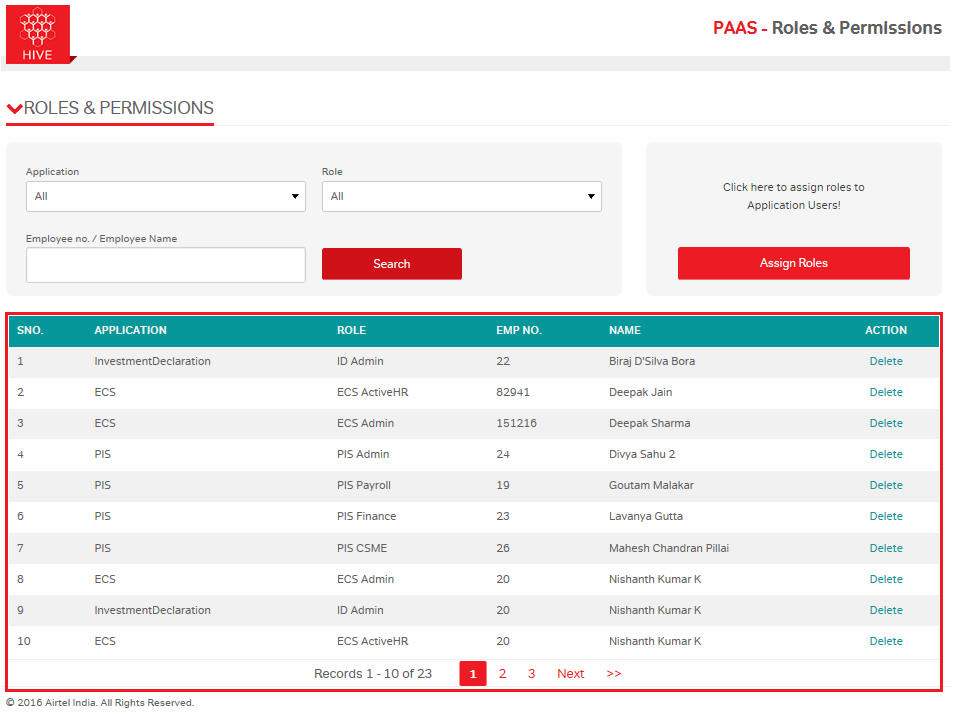 HIVE
PAAS - Roles & Permissions
ROLES & PERMISSIONS
Application Role
All All
Employee no. / Employee Name
Search
Click here to assign roles to
Application Users!
Assign Roles
SNO. APPLICATION ROLE EMP NO. NAME ACTION
1 InvestmentDeclaration ID Admin 22 Biraj D'Silva Bora Delete
2 ECS ECS ActiveHR 82941 Deepak Jain Delete
3 ECS ECS Admin 151216 Deepak Sharma Delete
4 PIS PIS Admin 24 Divya Sahu 2 Delete
5 PIS PIS Payroll 19 Goutam Malakar Delete
6 PIS PIS Finance 23 Lavanya Gutta Delete
7 PIS PIS CSME 26 Mahesh Chandran Pillai Delete
8 ECS ECS Admin 20 Nishanth Kumar K Delete
9 InvestmentDeclaration ID Admin 20 Nishanth Kumar K Delete
10 ECS ECS ActiveHR 20 Nishanth Kumar K Delete
Records 1 - 10 of 23 1 2 3 Next >>
© 2016 Airtel India. All Rights Reserved.